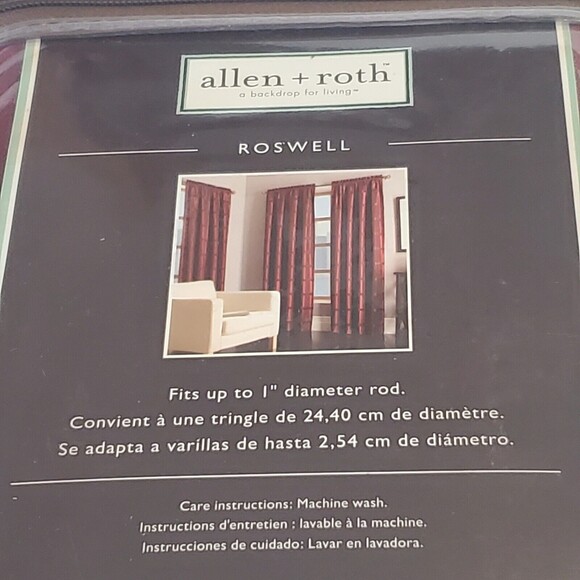 allen + roth™
a backdrop for living™
ROSWELL
Fits up to 1" diameter rod.
Convient à une tringle de 24,40 cm de diamètre.
Se adapta a varillas de hasta 2,54 cm de diámetro.
Care instructions: Machine wash.
Instructions d'entretien : lavable à la machine.
Instrucciones de cuidado: Lavar en lavadora.